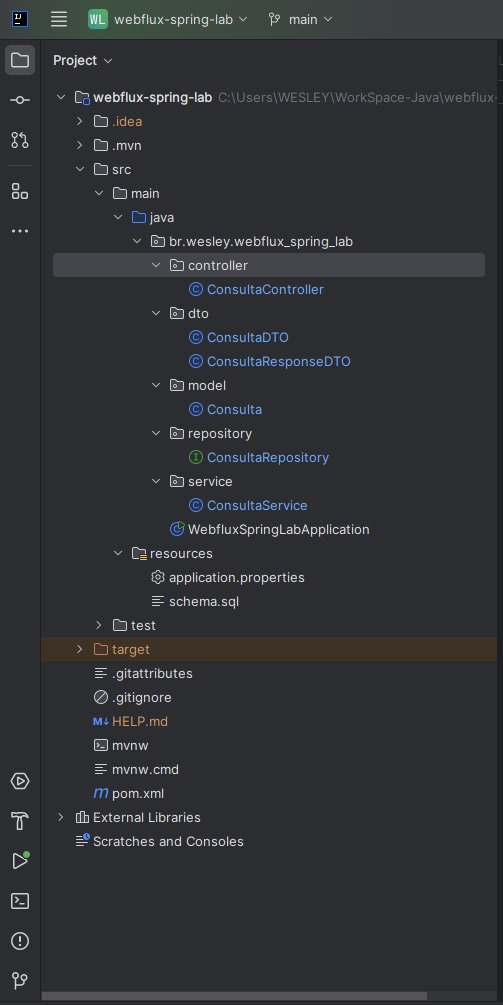 WL webflux-spring-lab main
Project
webflux-spring-lab C:\Users\WESLEY\WorkSpace-Java\webflux-
.idea
.mvn
src
main
java
br.wesley.webflux_spring_lab
controller
C ConsultaController
dto
C ConsultaDTO
C ConsultaResponseDTO
model
C Consulta
repository
I ConsultaRepository
service
C ConsultaService
C WebfluxSpringLabApplication
resources
application.properties
schema.sql
test
target
.gitattributes
.gitignore
M↓ HELP.md
mvnw
mvnw.cmd
m pom.xml
External Libraries
Scratches and Consoles